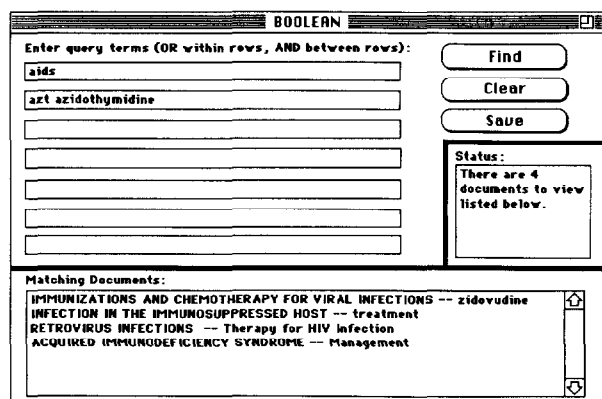 BOOLEAN
Enter query terms (OR within rows, AND between rows):
aids
azt azidothymidine
Find
Clear
Save
Status:
There are 4
documents to view
listed below.
Matching Documents:
IMMUNIZATIONS AND CHEMOTHERAPY FOR VIRAL INFECTIONS -- zidovudine
INFECTION IN THE IMMUNOSUPPRESSED HOST -- treatment
RETROVIRUS INFECTIONS -- Therapy for HIV Infection
ACQUIRED IMMUNODEFICIENCY SYNDROME -- Management